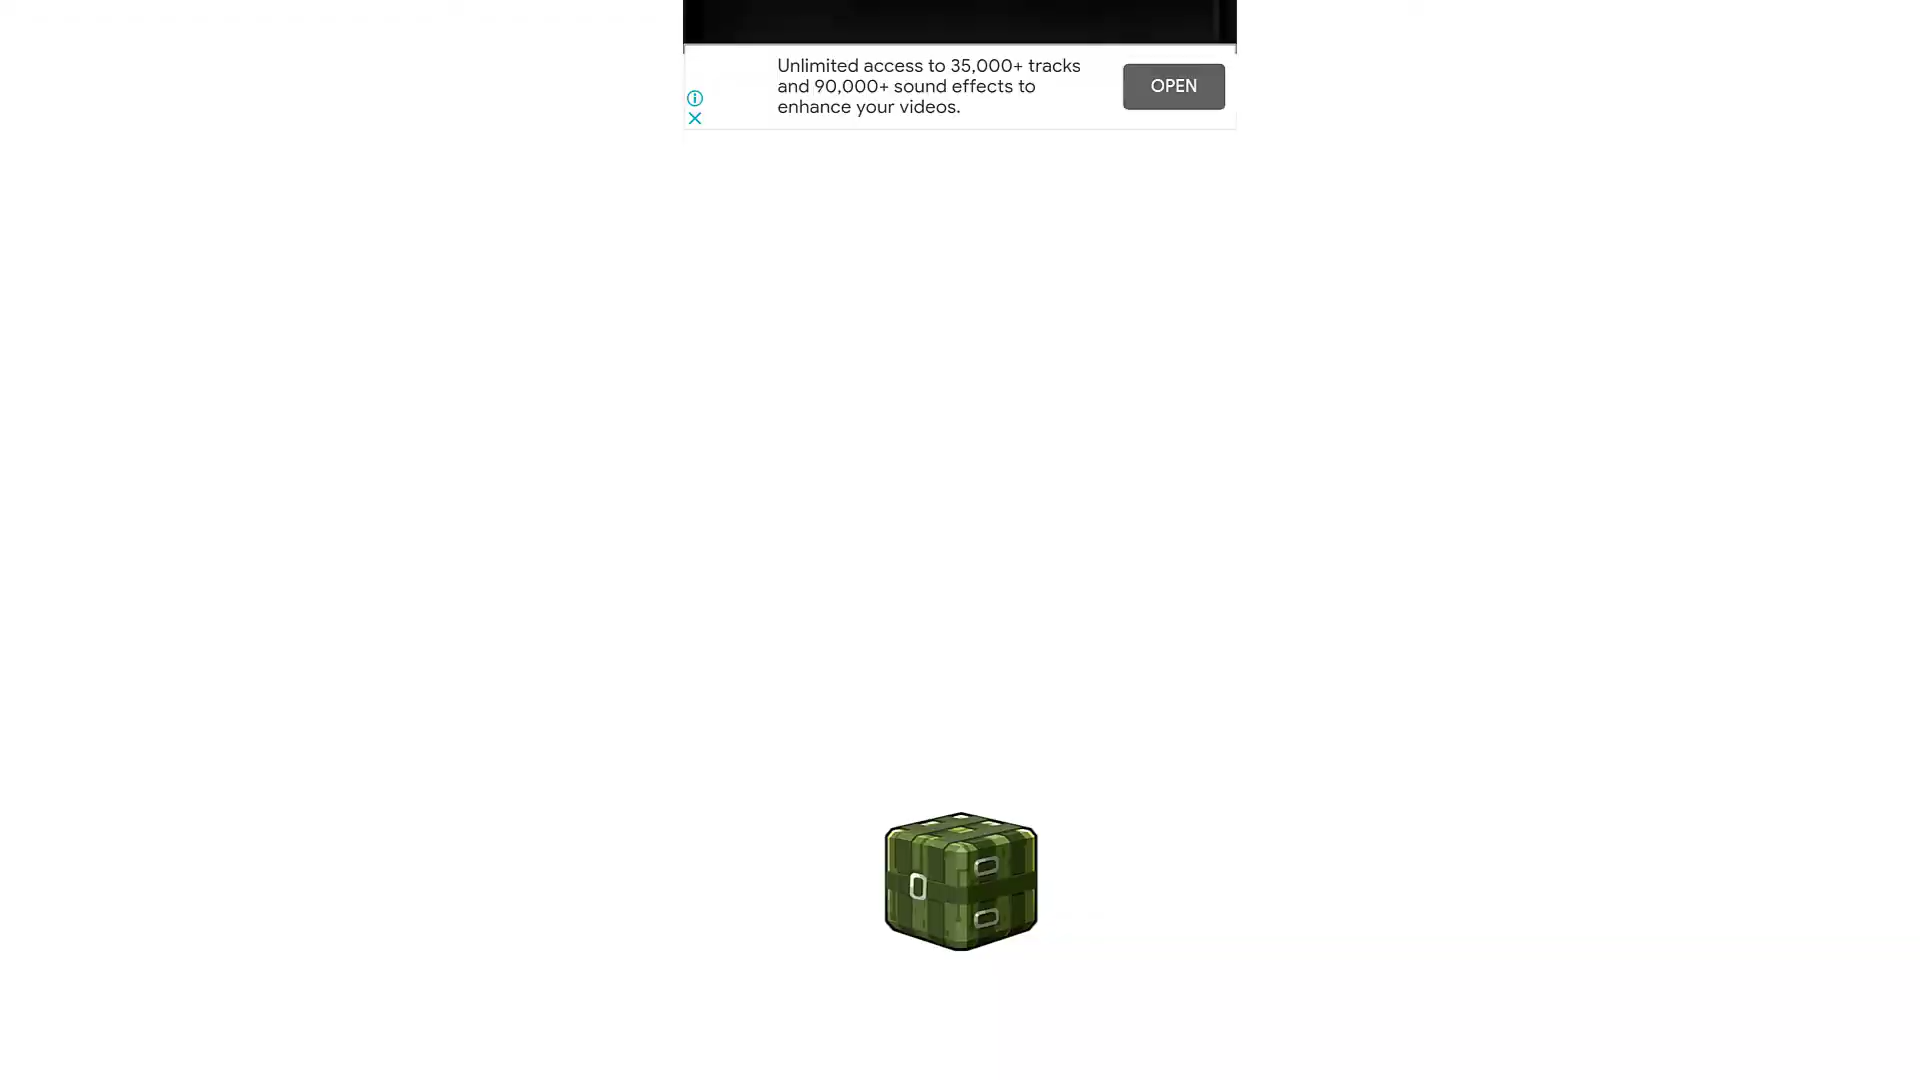 Unlimited access to 35,000+ tracks
and 90,000+ sound effects to
enhance your videos.
OPEN